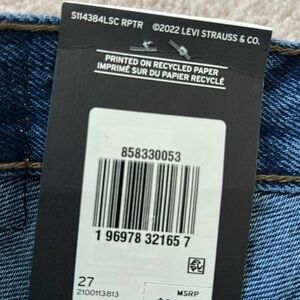 S114384LSC RPTR ©2022 LEVI STRAUSS & CO.
PRINTED ON RECYCLED PAPER
IMPRIMÉ SUR DU PAPIER RECYCLÉ
858330053
1 96978 32165 7
27
2100113813
MSRP